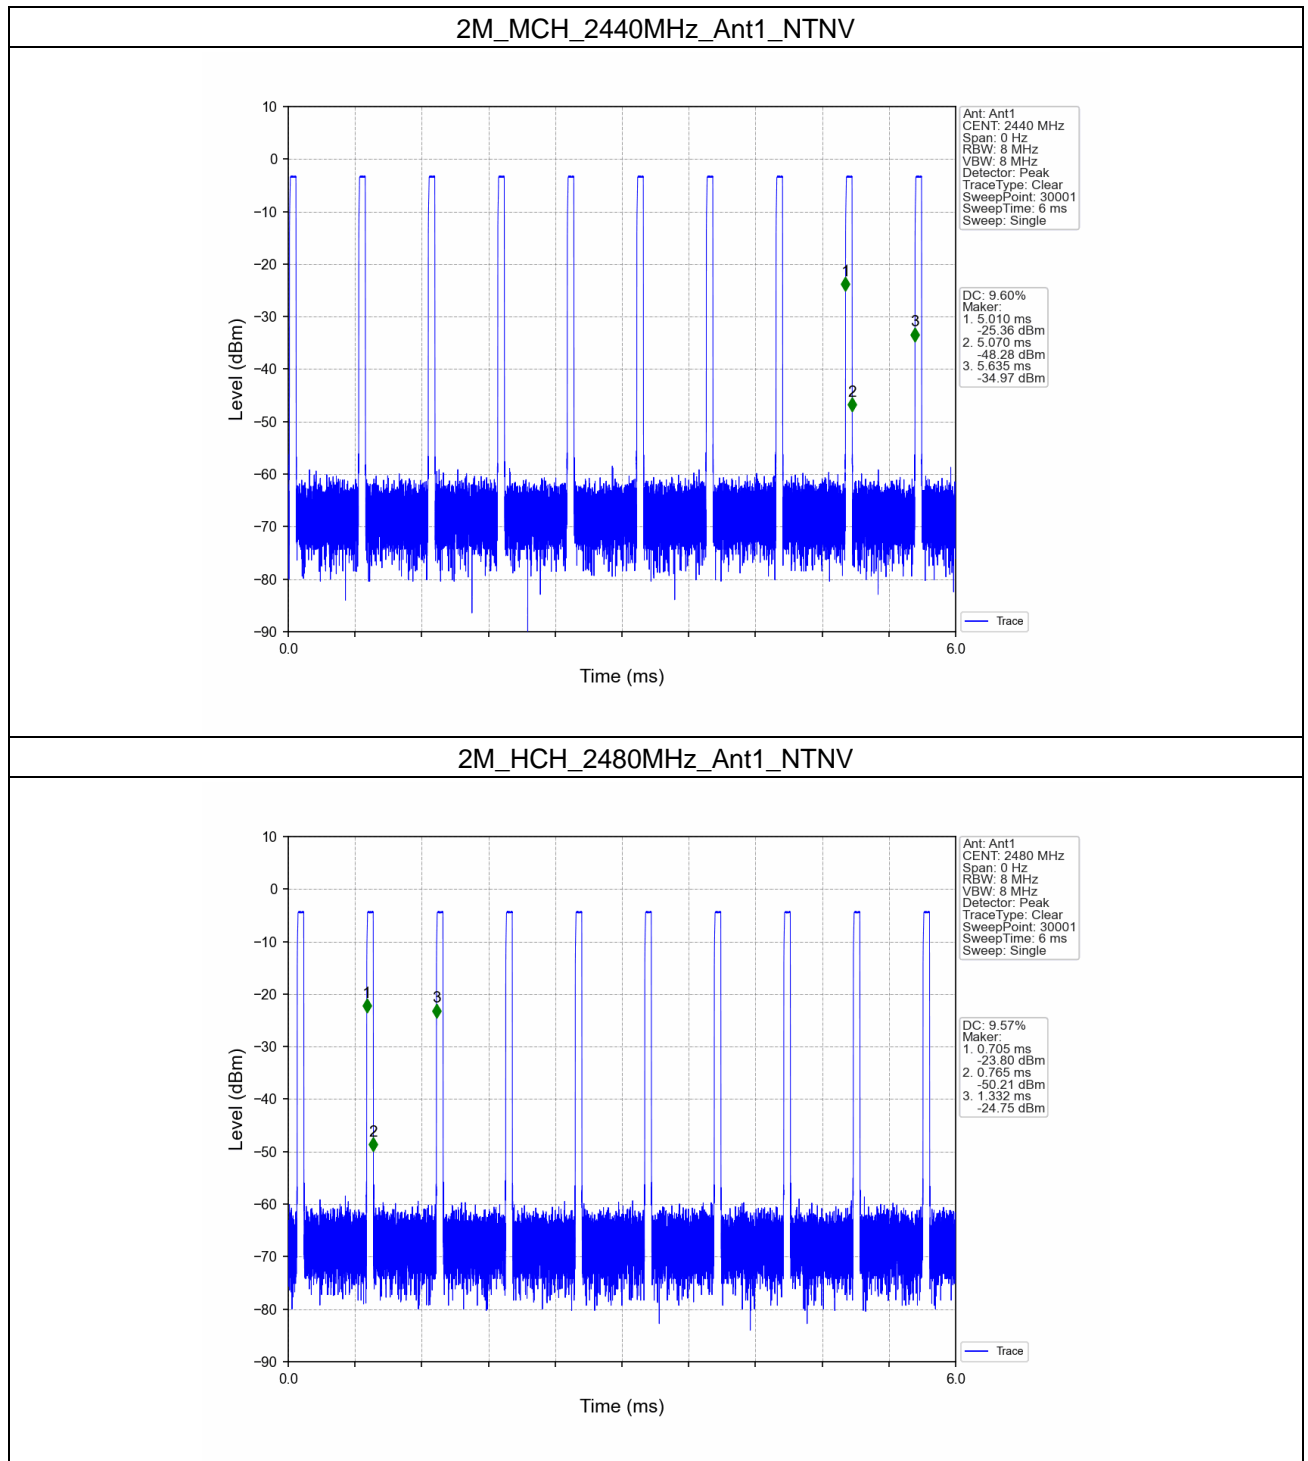 2M_MCH_2440MHz_Ant1_NTNV
10
0
−10
−20
−30
−40
−50
−60
−70
−80
−90
Level (dBm)
0.0
6.0
Time (ms)
1
2
3
Ant: Ant1
CENT: 2440 MHz
Span: 0 Hz
RBW: 8 MHz
VBW: 8 MHz
Detector: Peak
TraceType: Clear
SweepPoint: 30001
SweepTime: 6 ms
Sweep: Single
DC: 9.60%
Maker:
1. 5.010 ms
-25.36 dBm
2. 5.070 ms
-48.28 dBm
3. 5.635 ms
-34.97 dBm
Trace
2M_HCH_2480MHz_Ant1_NTNV
10
0
−10
−20
−30
−40
−50
−60
−70
−80
−90
Level (dBm)
0.0
6.0
Time (ms)
1
2
3
Ant: Ant1
CENT: 2480 MHz
Span: 0 Hz
RBW: 8 MHz
VBW: 8 MHz
Detector: Peak
TraceType: Clear
SweepPoint: 30001
SweepTime: 6 ms
Sweep: Single
DC: 9.57%
Maker:
1. 0.705 ms
-23.80 dBm
2. 0.765 ms
-50.21 dBm
3. 1.332 ms
-24.75 dBm
Trace